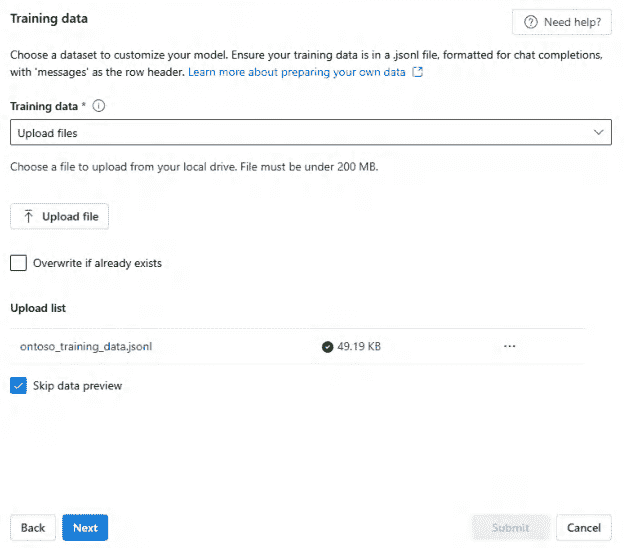 Training data
Need help?
Choose a dataset to customize your model. Ensure your training data is in a .jsonl file, formatted for chat completions,
with 'messages' as the row header. Learn more about preparing your own data
Training data *
Upload files
Choose a file to upload from your local drive. File must be under 200 MB.
Upload file
Overwrite if already exists
Upload list
ontoso_training_data.jsonl 49.19 KB ...
Skip data preview
Back Next Submit Cancel